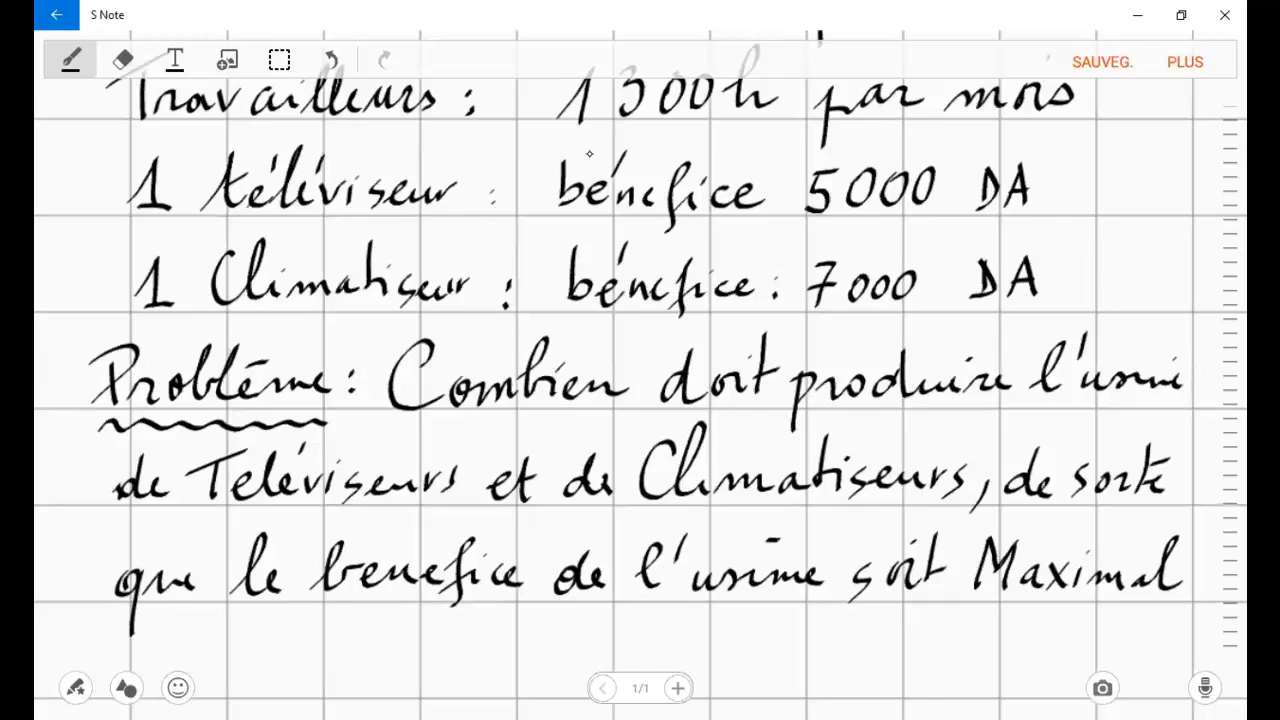 S Note
SAUVEG. PLUS
Travailleurs : 1300h par mois
1 téléviseur : bénéfice 5000 DA
1 Climatiseur : bénéfice : 7000 DA
Problème : Combien doit produire l'usine
de Téléviseurs et de Climatiseurs, de sorte
que le benefice de l'usine soit Maximal
1/1